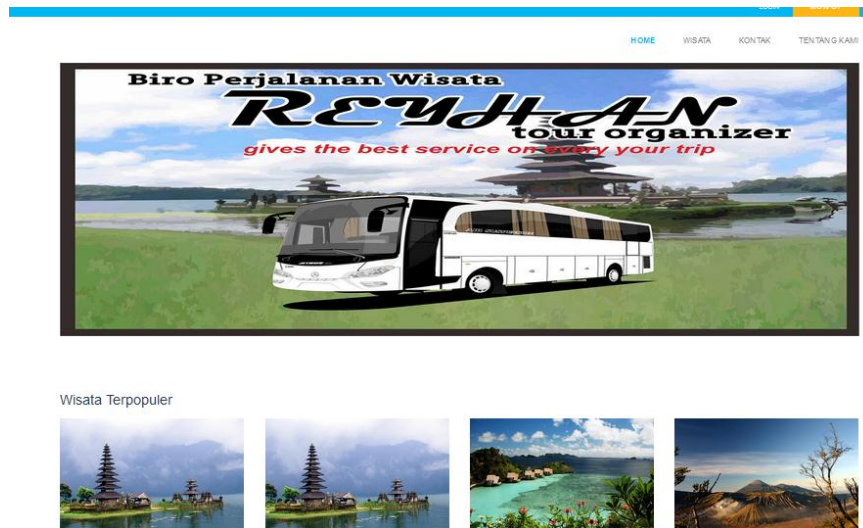 HOME WISATA KONTAK TENTANG KAMI
Biro Perjalanan Wisata
REYHAN
tour organizer
gives the best service on every your trip
Wisata Terpopuler